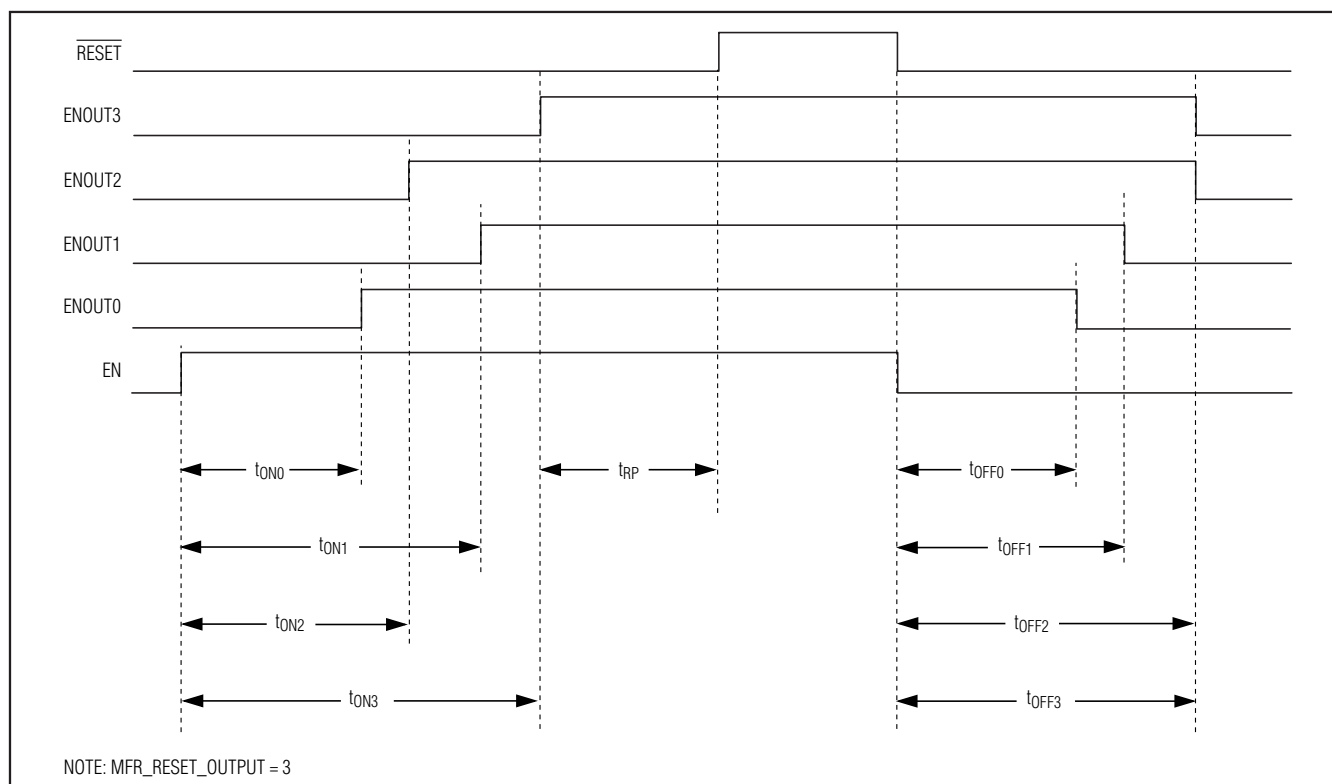 RESET
ENOUT3
ENOUT2
ENOUT1
ENOUT0
EN
tON0
tRP
tOFF0
tON1
tOFF1
tON2
tOFF2
tON3
tOFF3
NOTE: MFR_RESET_OUTPUT = 3